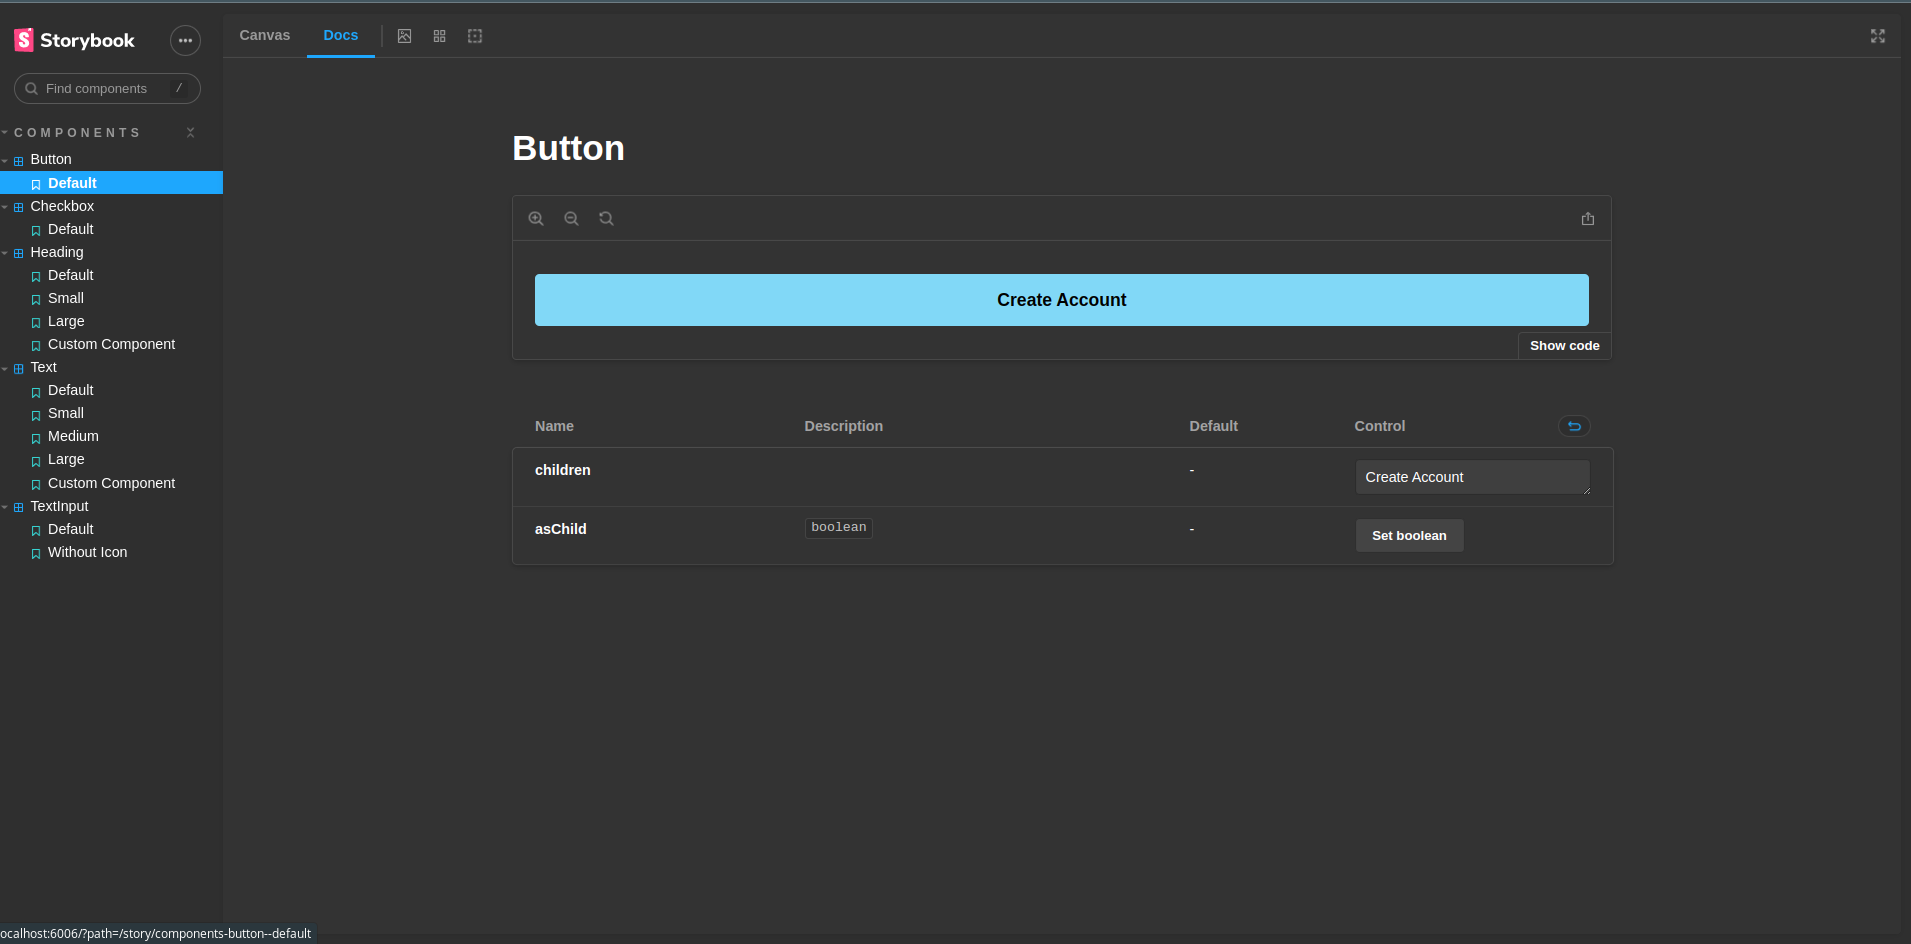 Storybook
Find components /
COMPONENTS
Button
Default
Checkbox
Default
Heading
Default
Small
Large
Custom Component
Text
Default
Small
Medium
Large
Custom Component
TextInput
Default
Without Icon
Canvas Docs
Button
Create Account
Show code
Name Description Default Control
children - Create Account
asChild boolean - Set boolean
ocalhost:6006/?path=/story/components-button--default